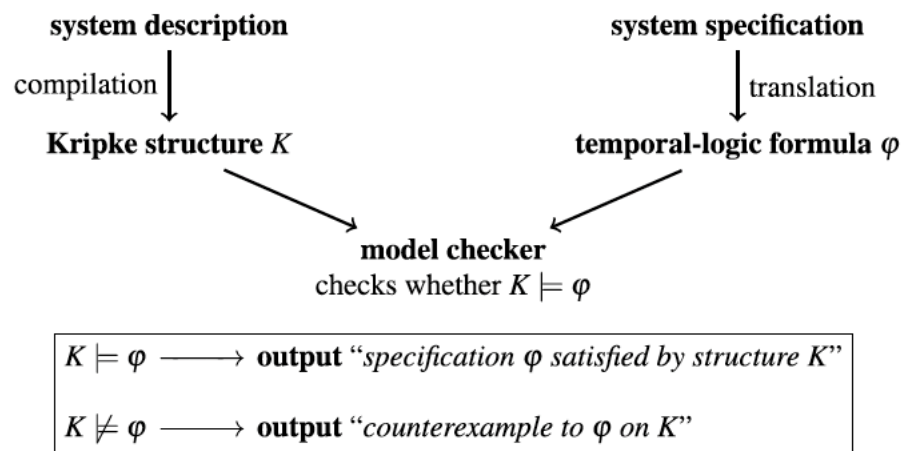 system description system specification
compilation translation
Kripke structure K temporal-logic formula φ
model checker
checks whether K ⊨ φ
K ⊨ φ ⟶ output “specification φ satisfied by structure K”
K ⊭ φ ⟶ output “counterexample to φ on K”